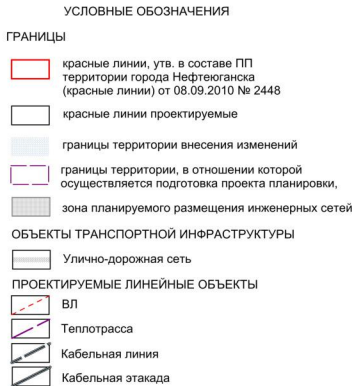 УСЛОВНЫЕ ОБОЗНАЧЕНИЯ
ГРАНИЦЫ
красные линии, утв. в составе ПП
территории города Нефтеюганска
(красные линии) от 08.09.2010 № 2448
красные линии проектируемые
границы территории внесения изменений
границы территории, в отношении которой
осуществляется подготовка проекта планировки,
зона планируемого размещения инженерных сетей
ОБЪЕКТЫ ТРАНСПОРТНОЙ ИНФРАСТРУКТУРЫ
Улично-дорожная сеть
ПРОЕКТИРУЕМЫЕ ЛИНЕЙНЫЕ ОБЪЕКТЫ
ВЛ
Теплотрасса
Кабельная линия
Кабельная этакада